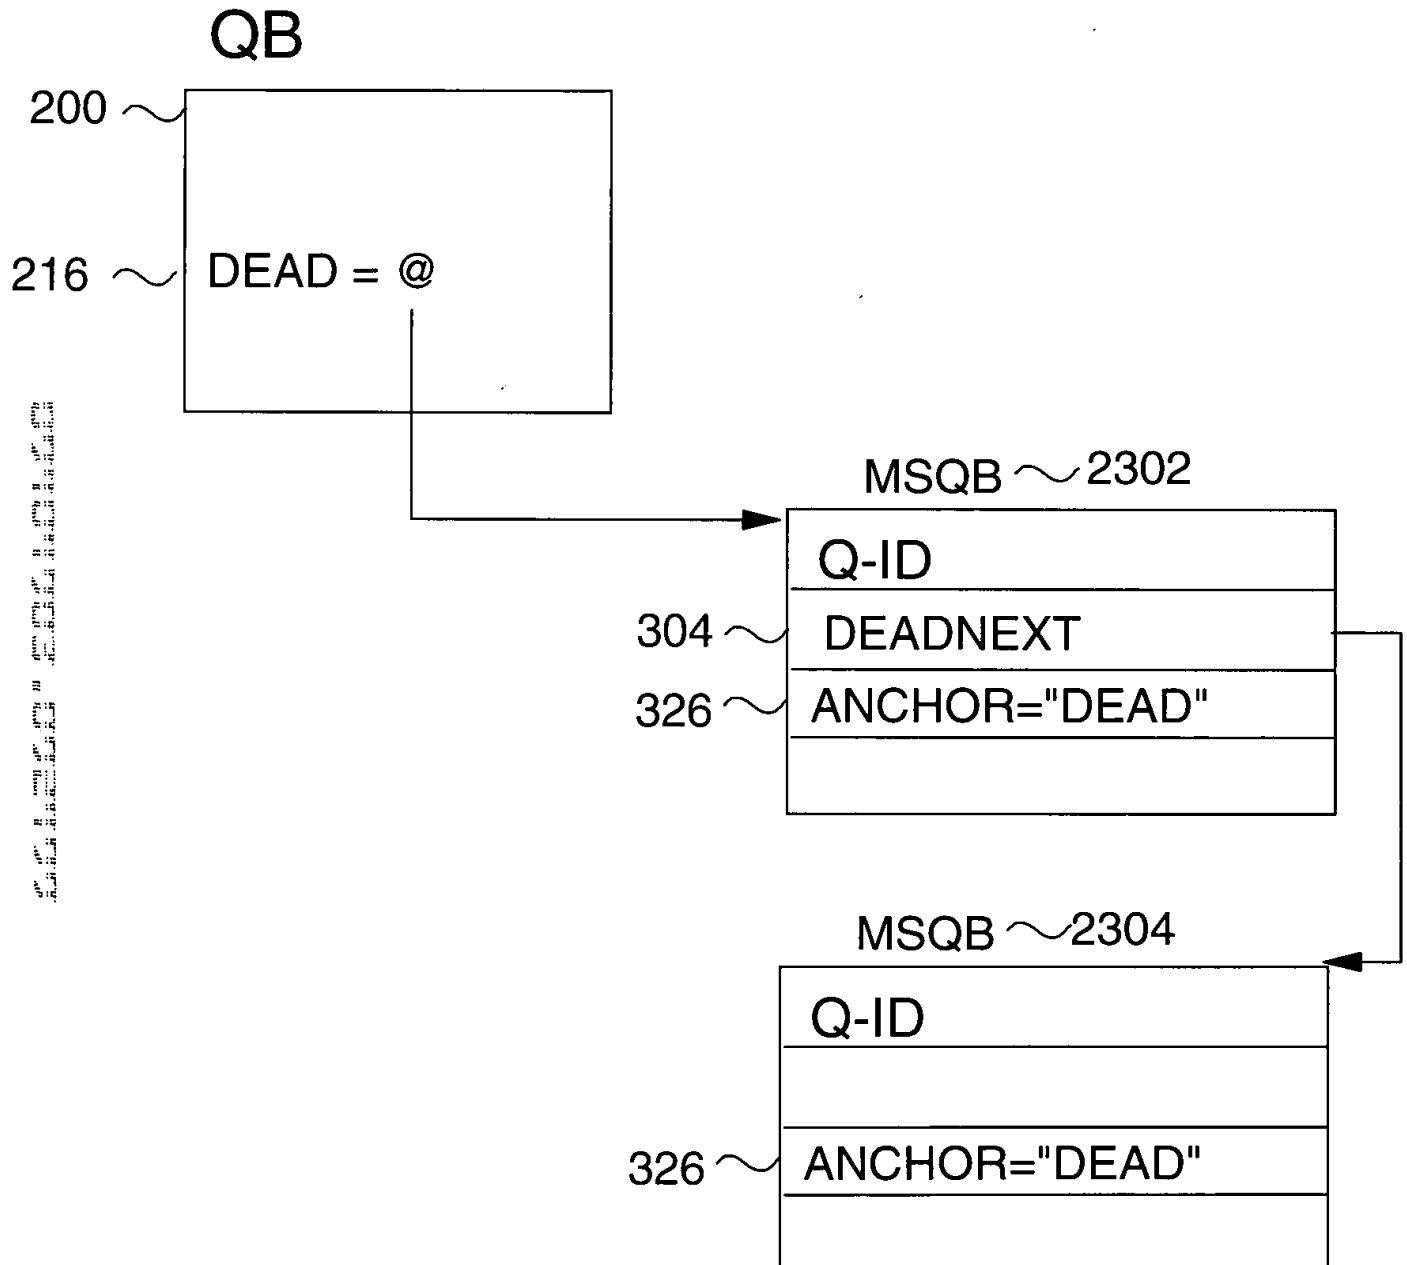 QB
200
216 DEAD = @
MSQB 2302
Q-ID
304 DEADNEXT
326 ANCHOR="DEAD"
MSQB 2304
Q-ID
326 ANCHOR="DEAD"